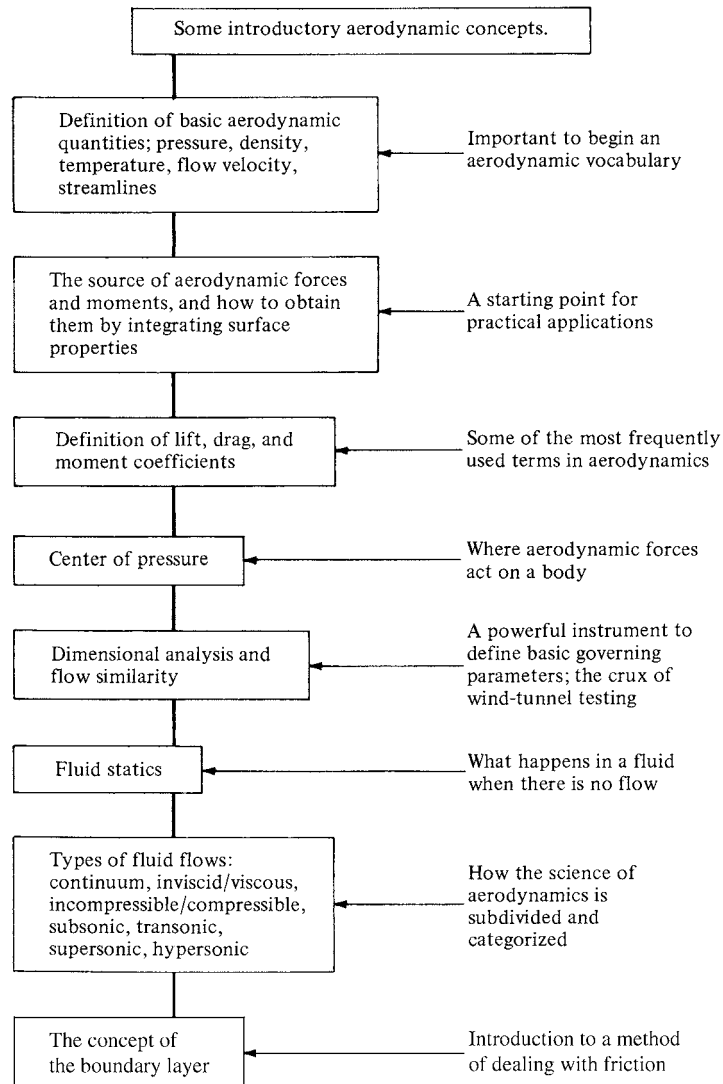 Some introductory aerodynamic concepts.
Definition of basic aerodynamic
quantities; pressure, density,
temperature, flow velocity,
streamlines
Important to begin an
aerodynamic vocabulary
The source of aerodynamic forces
and moments, and how to obtain
them by integrating surface
properties
A starting point for
practical applications
Definition of lift, drag, and
moment coefficients
Some of the most frequently
used terms in aerodynamics
Center of pressure
Where aerodynamic forces
act on a body
Dimensional analysis and
flow similarity
A powerful instrument to
define basic governing
parameters; the crux of
wind-tunnel testing
Fluid statics
What happens in a fluid
when there is no flow
Types of fluid flows:
continuum, inviscid/viscous,
incompressible/compressible,
subsonic, transonic,
supersonic, hypersonic
How the science of
aerodynamics is
subdivided and
categorized
The concept of
the boundary layer
Introduction to a method
of dealing with friction